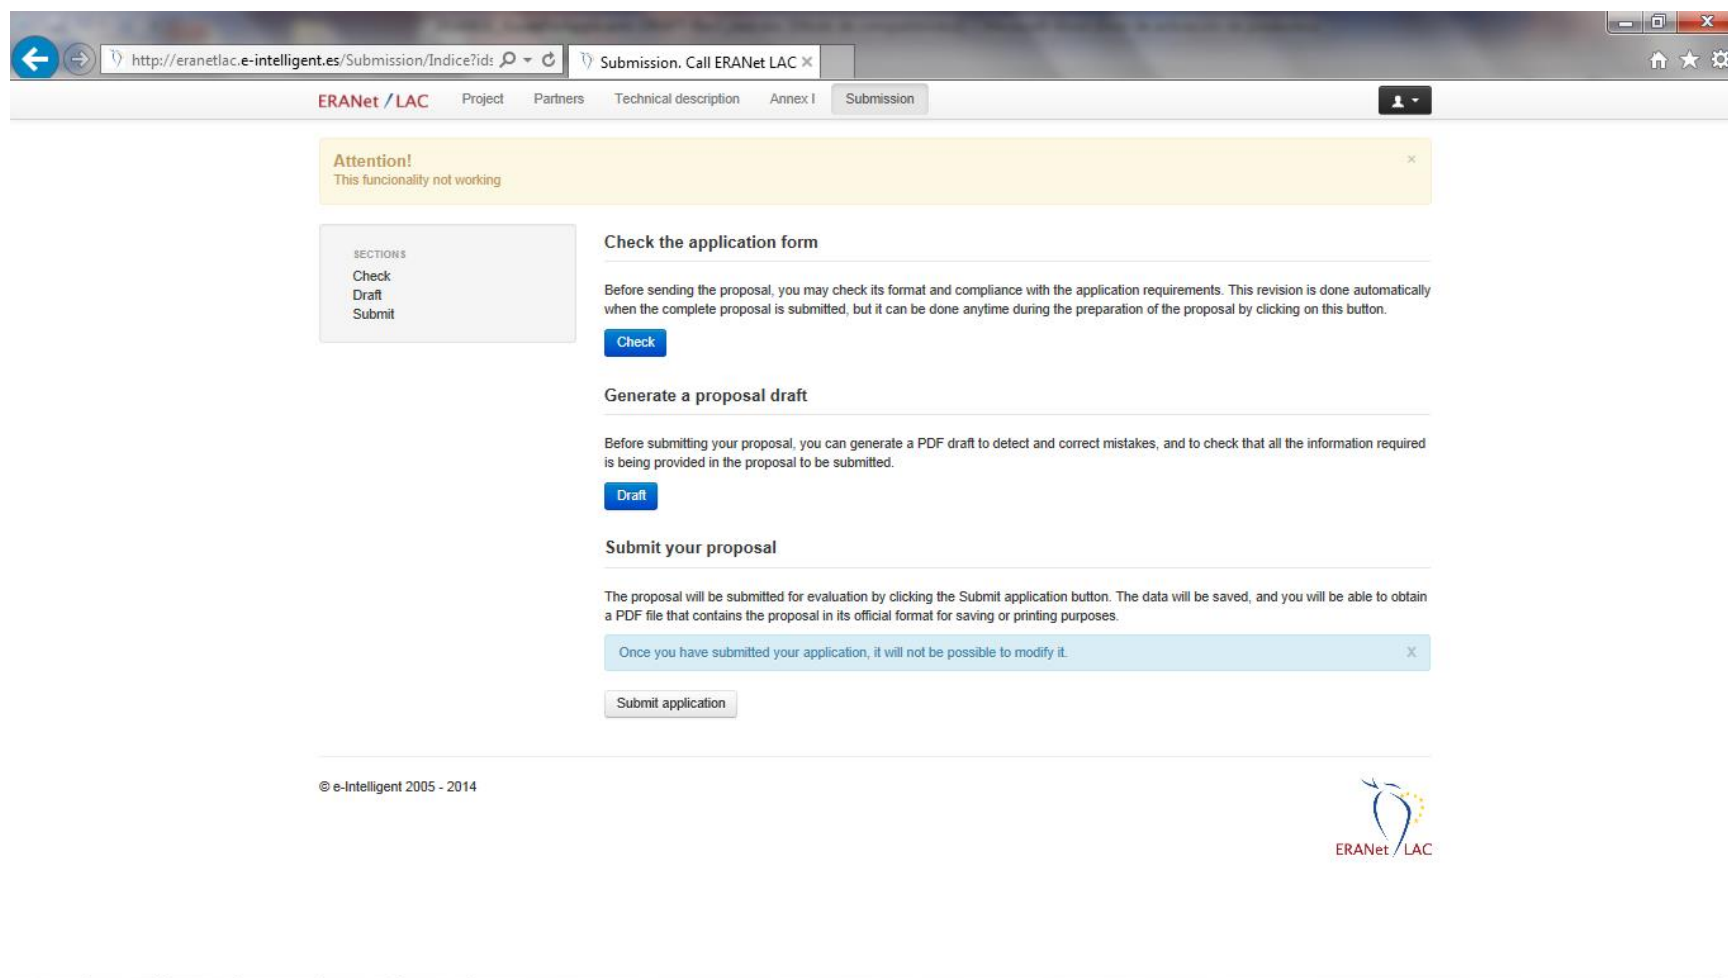 http://eranetlac.e-intelligent.es/Submission/Indice?ids
Submission. Call ERANet LAC
ERANet / LAC Project Partners Technical description Annex I Submission
Attention!
This funcionality not working
SECTIONS
Check
Draft
Submit
Check the application form
Before sending the proposal, you may check its format and compliance with the application requirements. This revision is done automatically
when the complete proposal is submitted, but it can be done anytime during the preparation of the proposal by clicking on this button.
Check
Generate a proposal draft
Before submitting your proposal, you can generate a PDF draft to detect and correct mistakes, and to check that all the information required
is being provided in the proposal to be submitted.
Draft
Submit your proposal
The proposal will be submitted for evaluation by clicking the Submit application button. The data will be saved, and you will be able to obtain
a PDF file that contains the proposal in its official format for saving or printing purposes.
Once you have submitted your application, it will not be possible to modify it.
Submit application
© e-Intelligent 2005 - 2014
ERANet / LAC